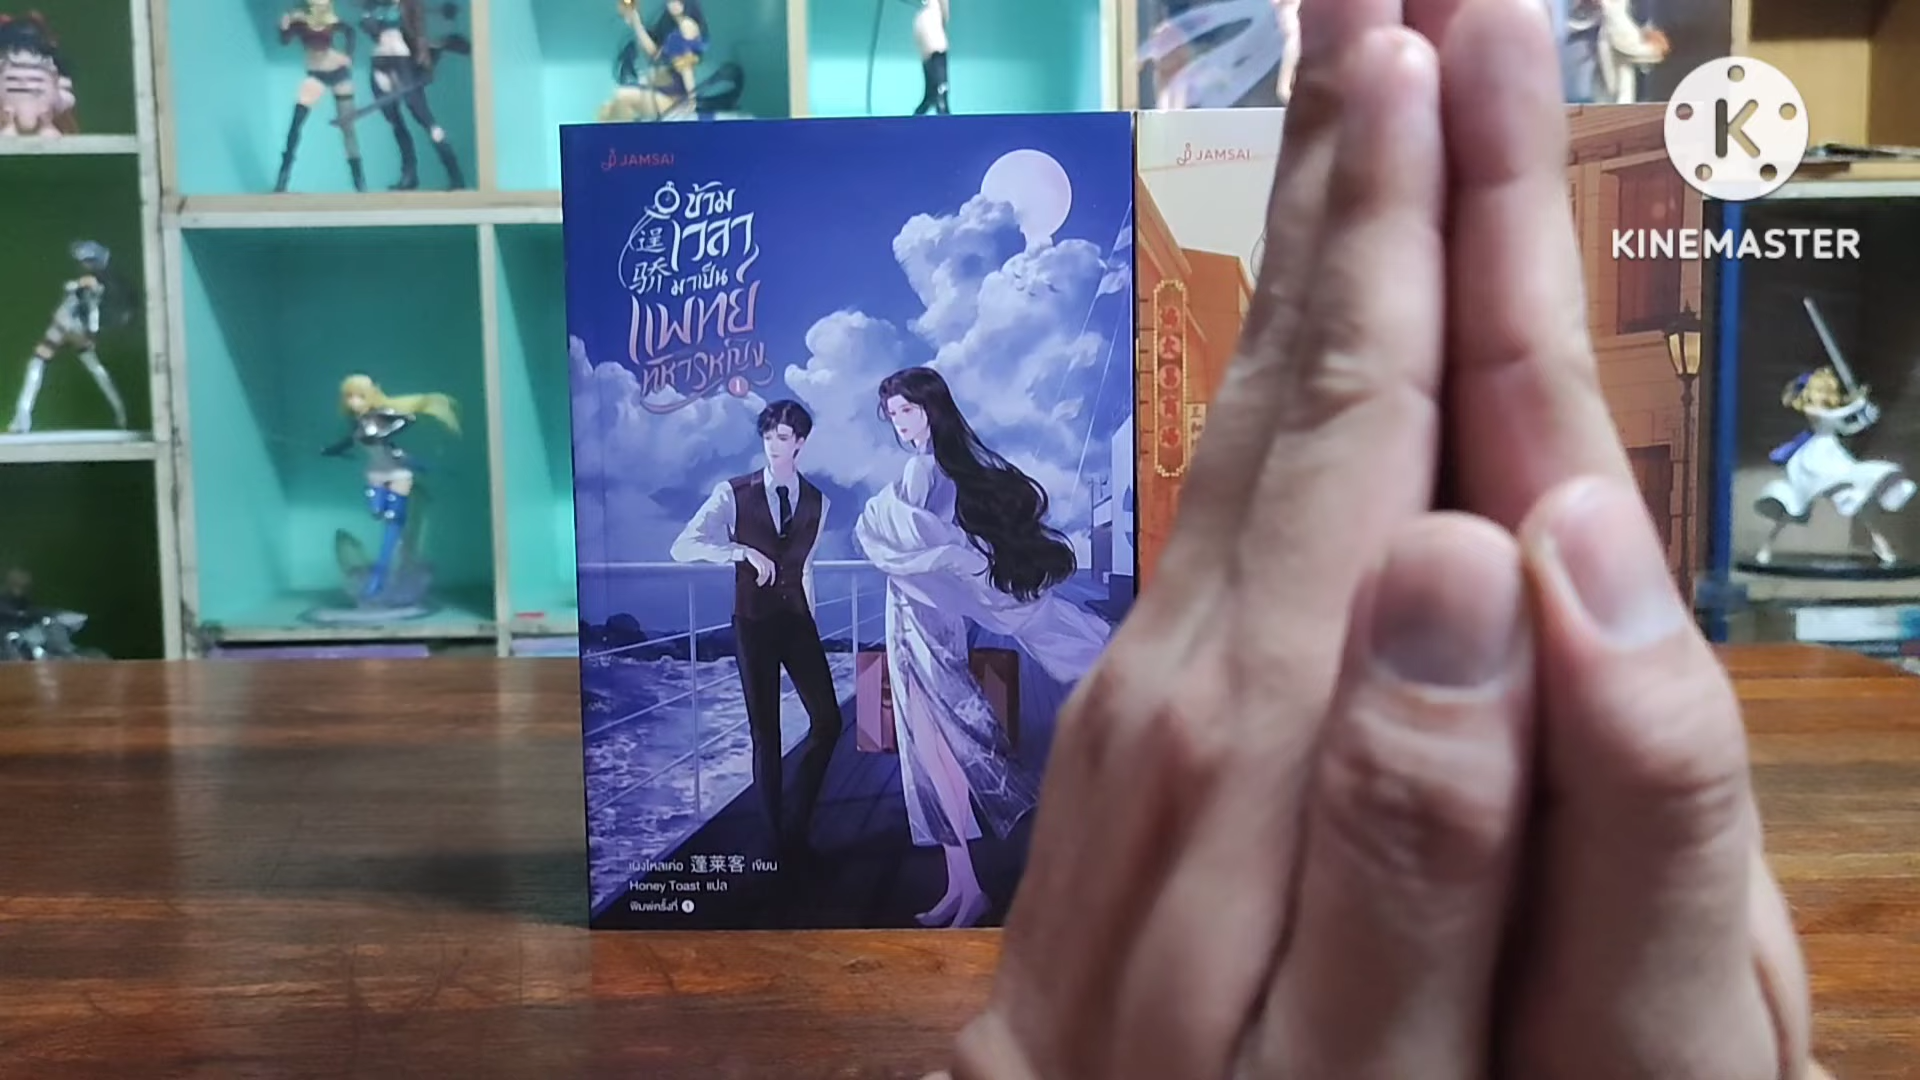 JAMSAI
ข้าม
เวลา
มาเป็น
แพทย์
ทหารหญิง
1
逞
骄
เผิงไหลเค่อ 蓬莱客 เขียน
Honey Toast แปล
พิมพ์ครั้งที่ 1
JAMSAI
K
KINEMASTER